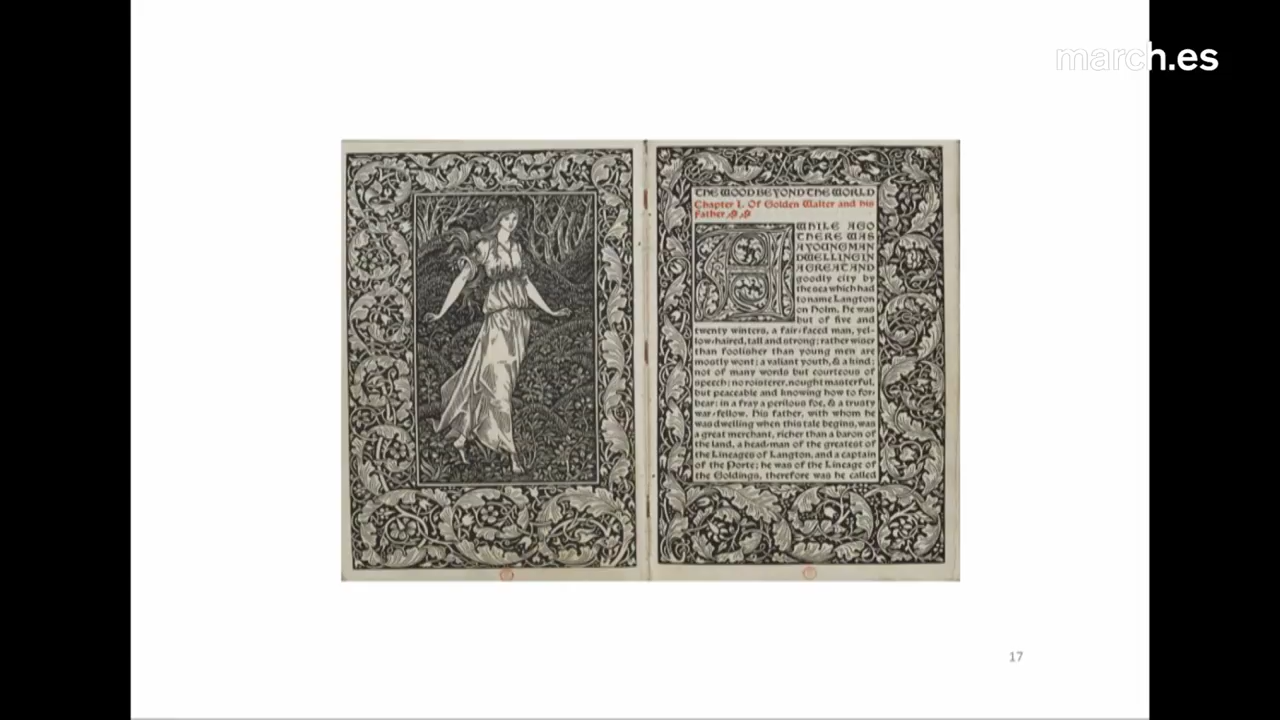 march.es
THE WOOD BEYOND THE WORLD
Chapter I. Of Golden Walter and his
Father
A WHILE AGO
THERE WAS
A YOUNG MAN
DWELLING IN
A GREAT AND
goodly city by
the sea which had
to name Langton
on Holm. He was
but of five and
twenty winters, a fair-faced man, yel-
low-haired, tall and strong; rather wiser
than foolisher than young men are
mostly wont; a valiant youth, & a kind;
not of many words but courteous of
speech; no roisterer, nought masterful,
but peaceable and knowing how to for-
bear: in a fray a perilous foe, & a trusty
war-fellow. His father, with whom he
was dwelling when this tale begins, was
a great merchant, richer than a baron of
the land, a head-man of the greatest of
the Lineages of Langton, and a captain
of the Porte; he was of the Lineage of
the Goldings, therefore was he called
17